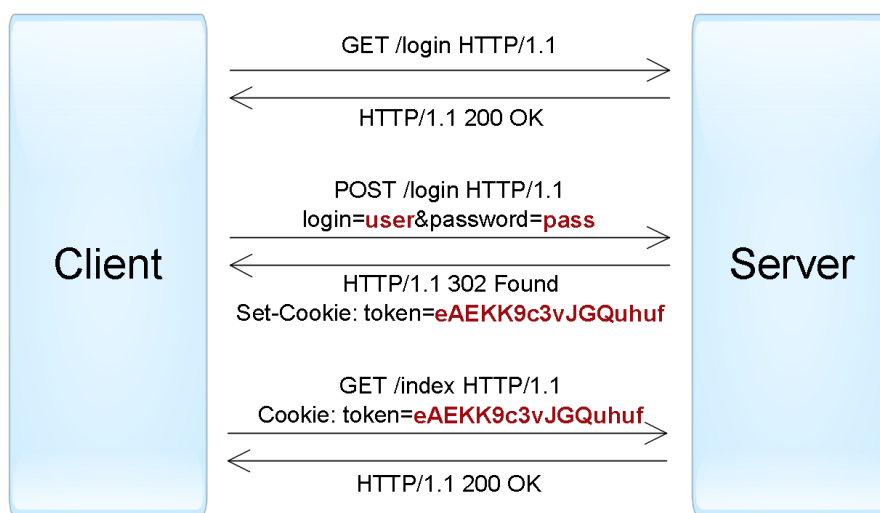 GET /login HTTP/1.1
HTTP/1.1 200 OK
POST /login HTTP/1.1
login=user&password=pass
Client
Server
HTTP/1.1 302 Found
Set-Cookie: token=eAEKK9c3vJGQuhuf
GET /index HTTP/1.1
Cookie: token=eAEKK9c3vJGQuhuf
HTTP/1.1 200 OK